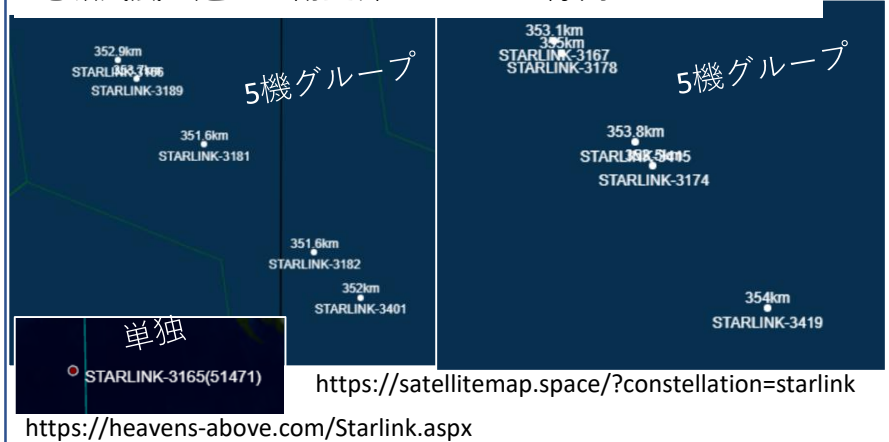 352.9km
STARLINK-3189
5機グループ
351.6km
STARLINK-3181
351.6km
STARLINK-3182
352km
STARLINK-3401
353.1km
355km
STARLINK-3167
STARLINK-3178
5機グループ
353.8km
STARLINK-3174
354km
STARLINK-3419
単独
STARLINK-3165(51471)
https://satellitemap.space/?constellation=starlink
https://heavens-above.com/Starlink.aspx